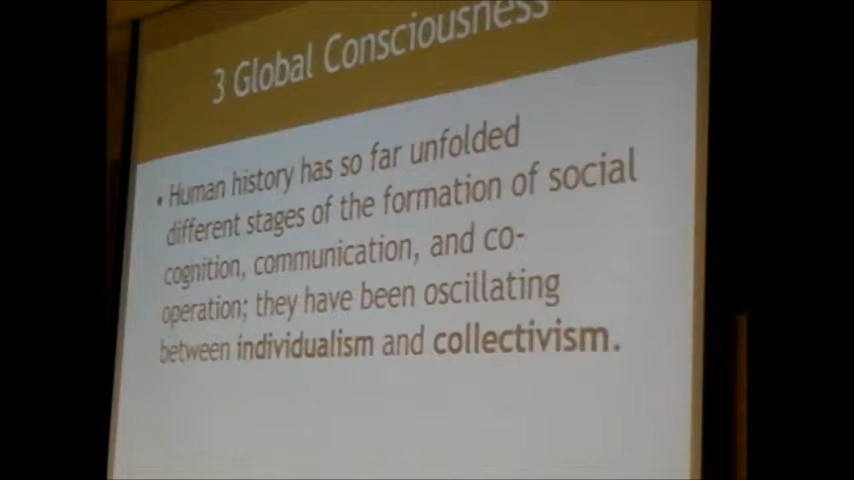 3 Global Consciousness
• Human history has so far unfolded
different stages of the formation of social
cognition, communication, and co-
operation; they have been oscillating
between individualism and collectivism.